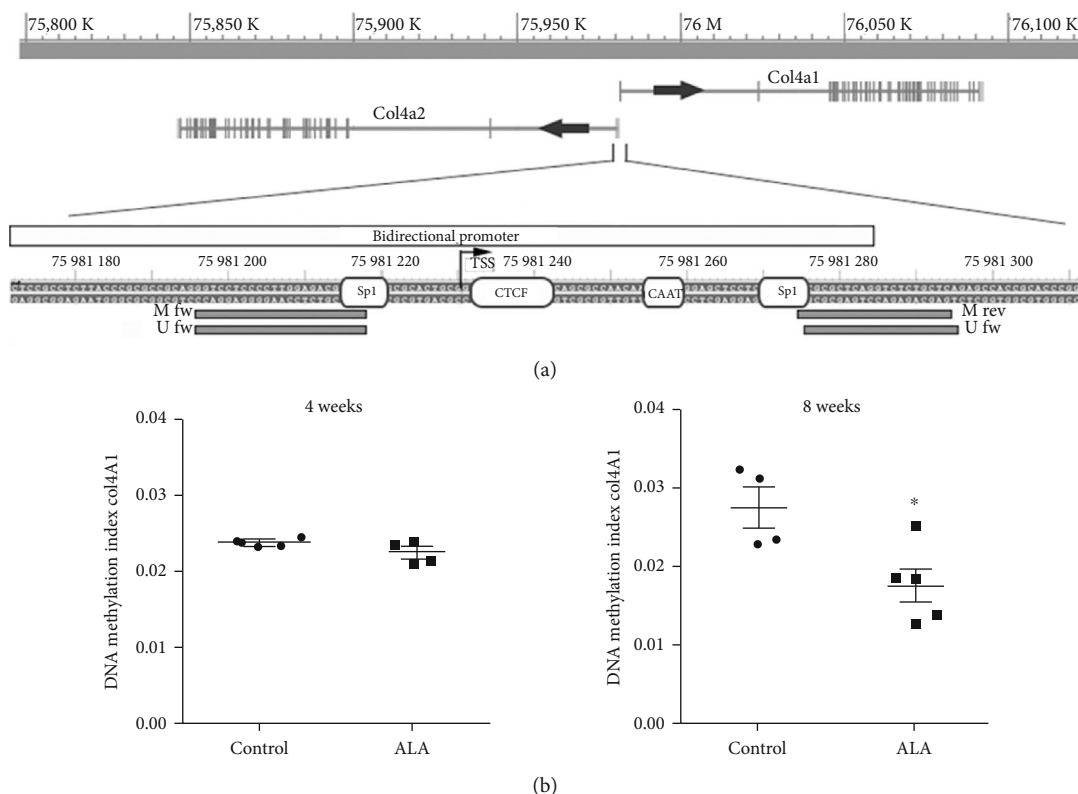 75,800 K 75,850 K 75,900 K 75,950 K 76 M 76,050 K 76,100 K
Col4a1
Col4a2
Bidirectional promoter
75 981 180 75 981 200 75 981 220 TSS 75 981 240 75 981 260 75 981 280 75 981 300
Sp1 CTCF CAAT Sp1
M fw M rev
U fw U fw
(a)
4 weeks
DNA methylation index col4A1
0.04
0.03
0.02
0.01
0.00
Control ALA
8 weeks
DNA methylation index col4A1
0.04
0.03
0.02
0.01
0.00
*
Control ALA
(b)